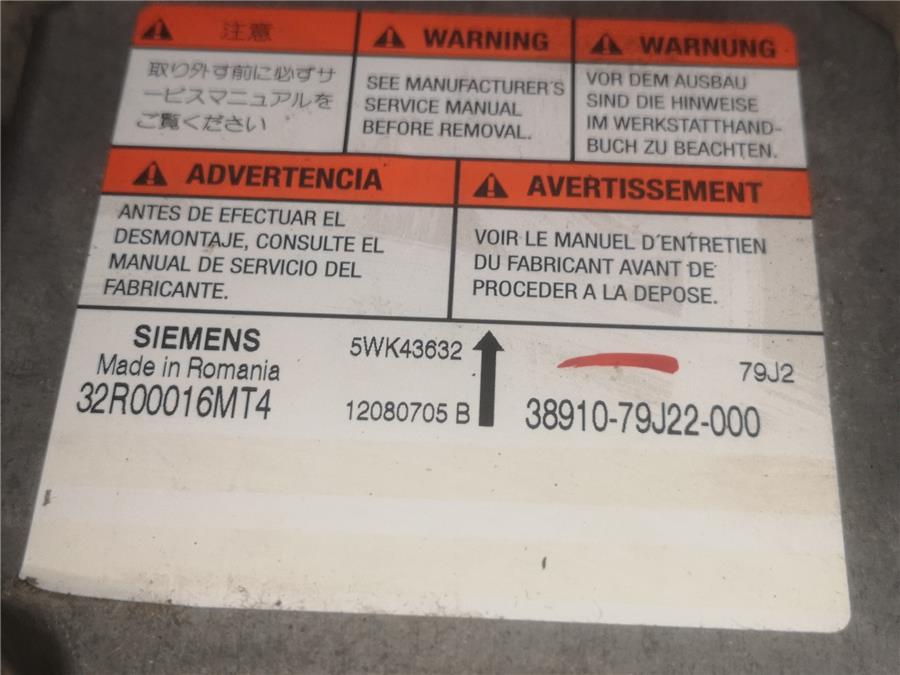 注意
取り外す前に必ずサ
ービスマニュアルを
ご覧ください
WARNING
SEE MANUFACTURER'S
SERVICE MANUAL
BEFORE REMOVAL.
WARNUNG
VOR DEM AUSBAU
SIND DIE HINWEISE
IM WERKSTATTHAND-
BUCH ZU BEACHTEN.
ADVERTENCIA
ANTES DE EFECTUAR EL
DESMONTAJE, CONSULTE EL
MANUAL DE SERVICIO DEL
FABRICANTE.
AVERTISSEMENT
VOIR LE MANUEL D´ENTRETIEN
DU FABRICANT AVANT DE
PROCEDER A LA DEPOSE.
SIEMENS
Made in Romania
32R00016MT4
5WK43632
12080705 B
79J2
38910-79J22-000